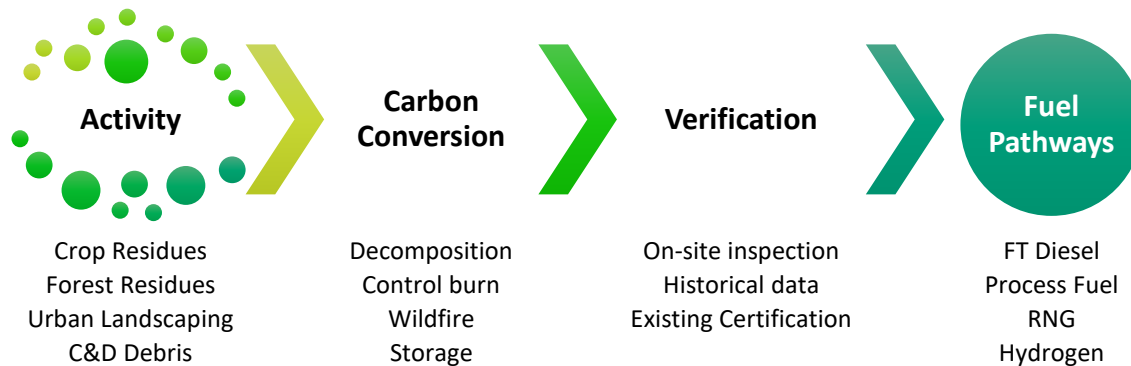 Activity
Crop Residues
Forest Residues
Urban Landscaping
C&D Debris
Carbon
Conversion
Decomposition
Control burn
Wildfire
Storage
Verification
On-site inspection
Historical data
Existing Certification
Fuel
Pathways
FT Diesel
Process Fuel
RNG
Hydrogen